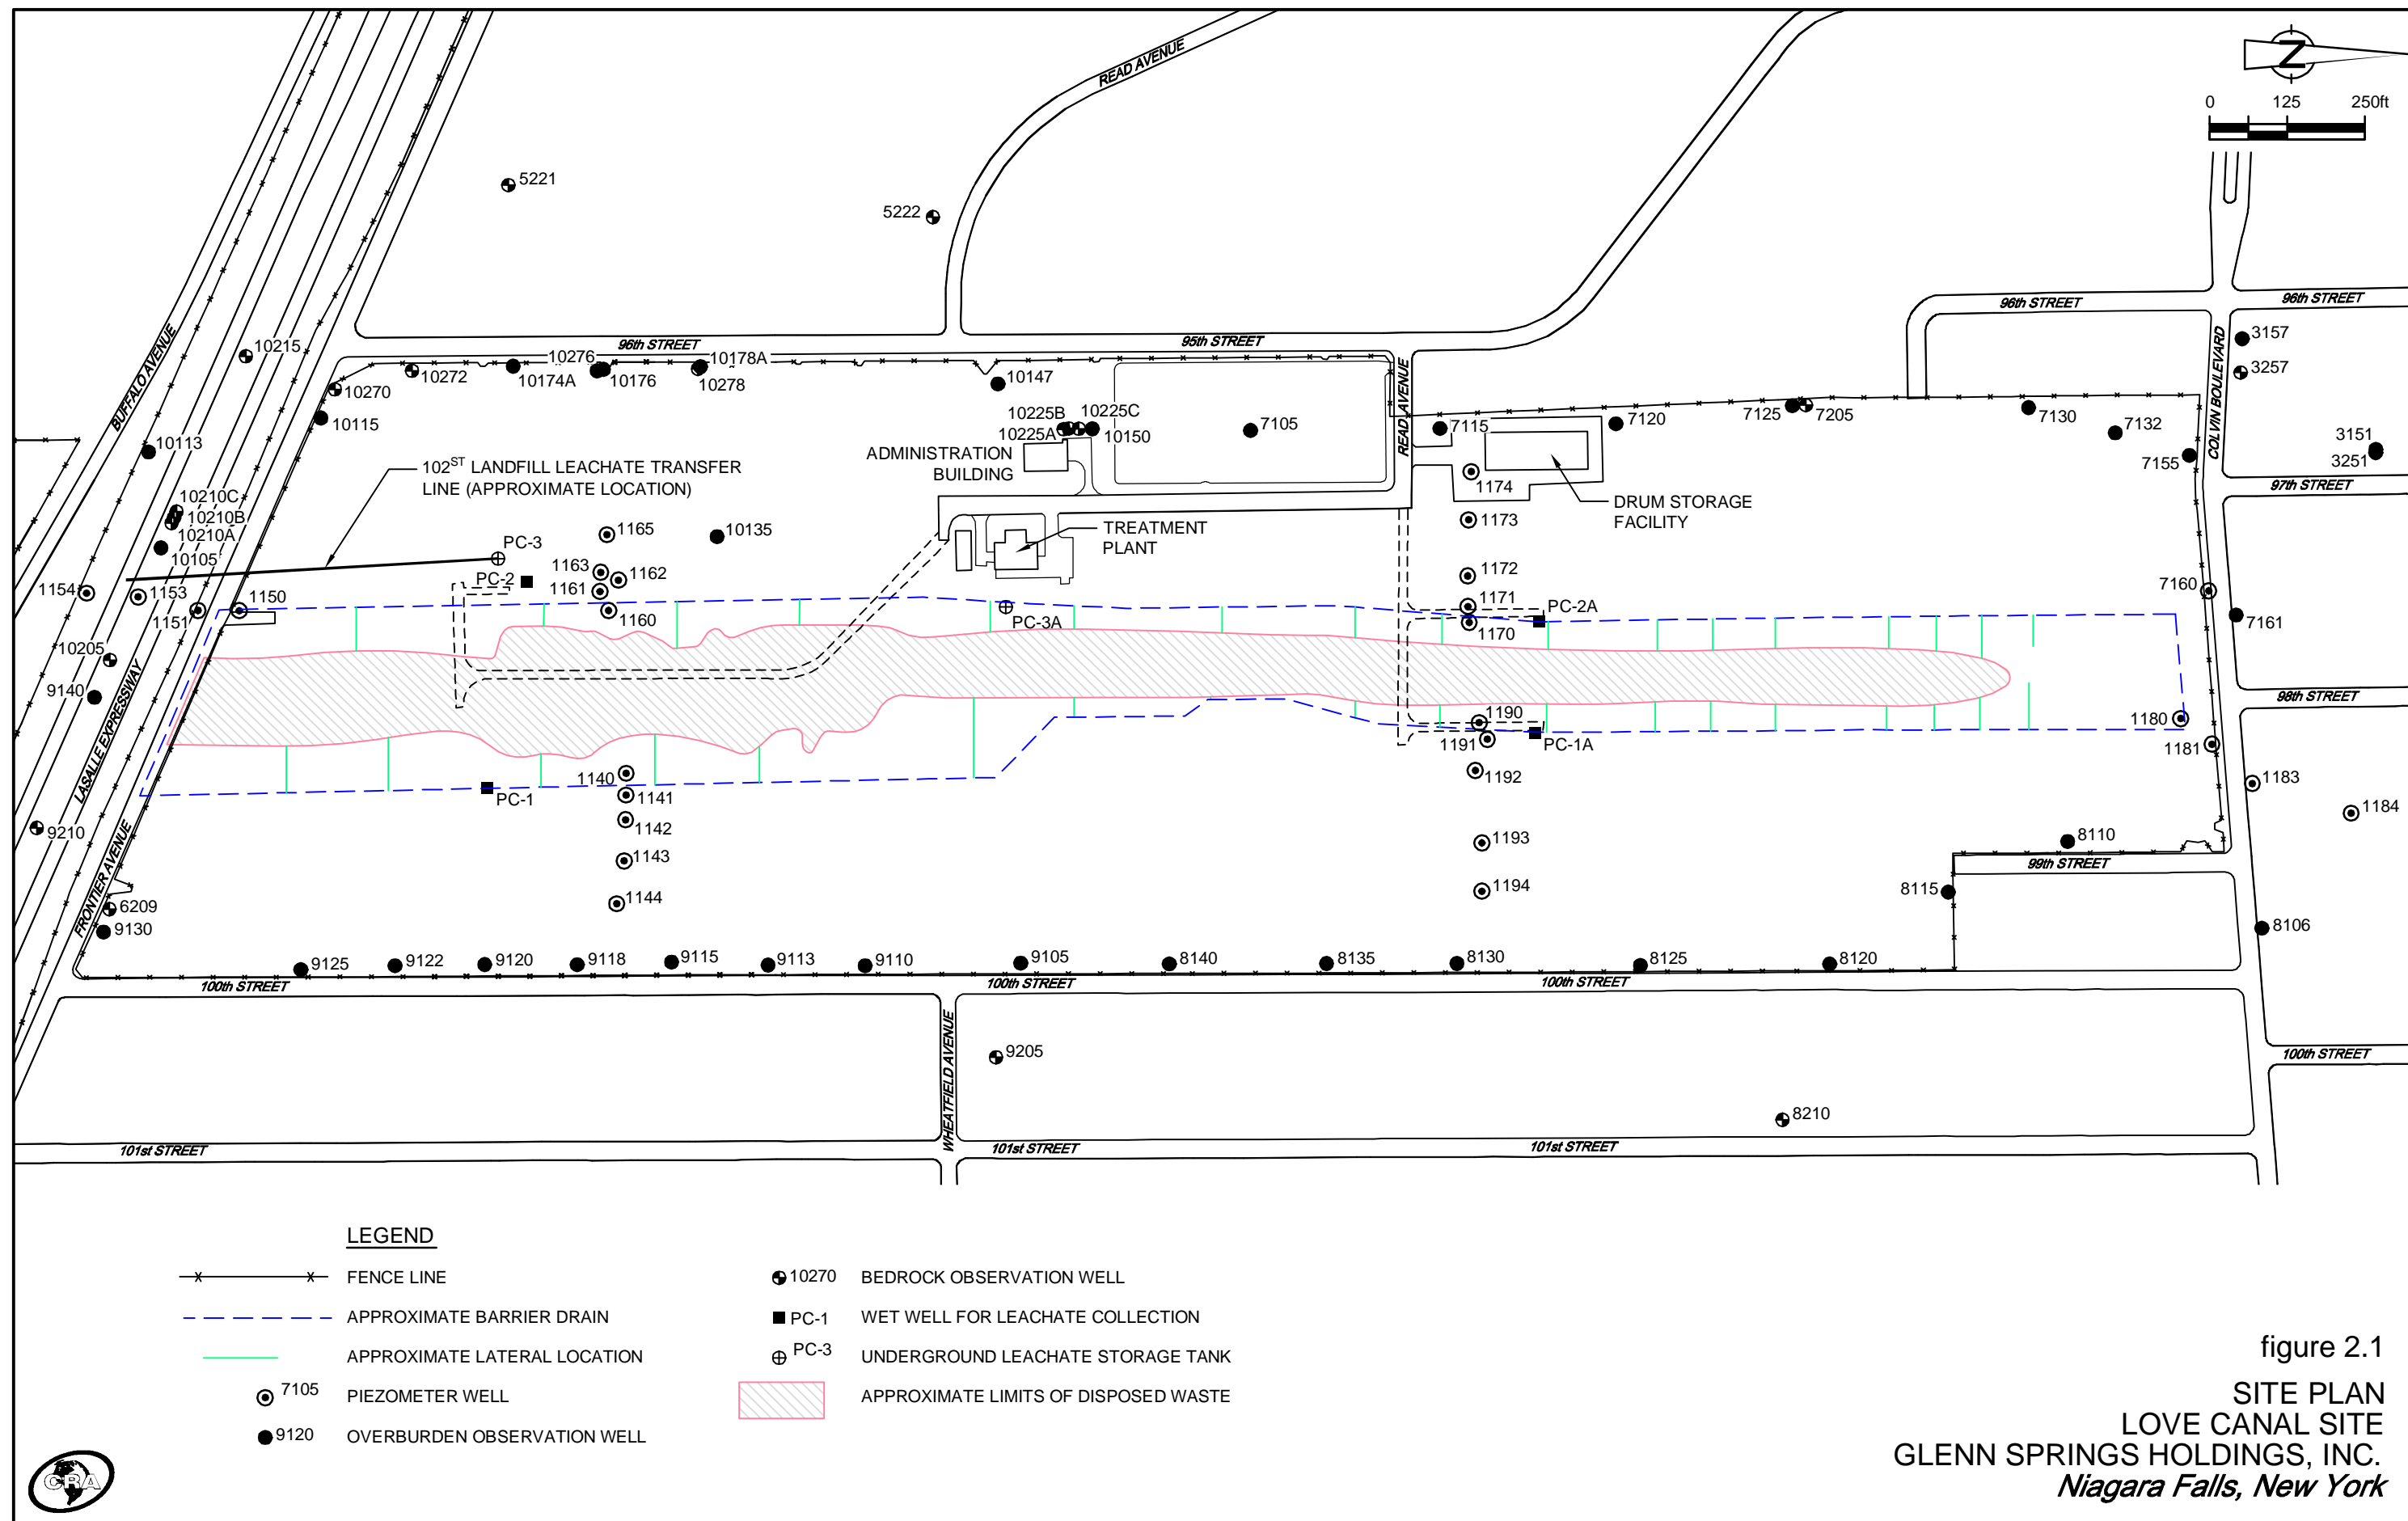 READ AVENUE
N
0 125 250ft
5221
5222
BUFFALO AVENUE
96th STREET
95th STREET
96th STREET
96th STREET
COLVIN BOULEVARD
3157
3257
10215
10272
10270
10115
10276
10174A
10176
10178A
10278
10147
10225B
10225C
10225A
10150
7105
READ AVENUE
7115
7120
7125
7205
7130
7132
7155
3151
3251
97th STREET
10113
ADMINISTRATION
BUILDING
102ST LANDFILL LEACHATE TRANSFER
LINE (APPROXIMATE LOCATION)
10210C
10210B
10210A
10105
PC-3
PC-2
1165
10135
1163
1162
1161
1160
TREATMENT
PLANT
PC-3A
1174
1173
1172
1171
1170
PC-2A
DRUM STORAGE
FACILITY
1154
1153
1151
1150
7160
7161
10205
9140
LASALLE EXPRESSWAY
98th STREET
1190
1191
PC-1A
1192
1180
1181
1183
1184
PC-1
1140
1141
1142
1143
1144
1193
1194
9210
FRONTIER AVENUE
6209
9130
8110
99th STREET
8115
8106
9125
9122
9120
9118
9115
9113
9110
9105
8140
8135
8130
8125
8120
100th STREET
100th STREET
100th STREET
WHEATFIELD AVENUE
9205
100th STREET
8210
101st STREET
101st STREET
101st STREET
LEGEND
FENCE LINE
APPROXIMATE BARRIER DRAIN
APPROXIMATE LATERAL LOCATION
7105 PIEZOMETER WELL
9120 OVERBURDEN OBSERVATION WELL
10270 BEDROCK OBSERVATION WELL
PC-1 WET WELL FOR LEACHATE COLLECTION
PC-3 UNDERGROUND LEACHATE STORAGE TANK
APPROXIMATE LIMITS OF DISPOSED WASTE
CRA
figure 2.1
SITE PLAN
LOVE CANAL SITE
GLENN SPRINGS HOLDINGS, INC.
Niagara Falls, New York